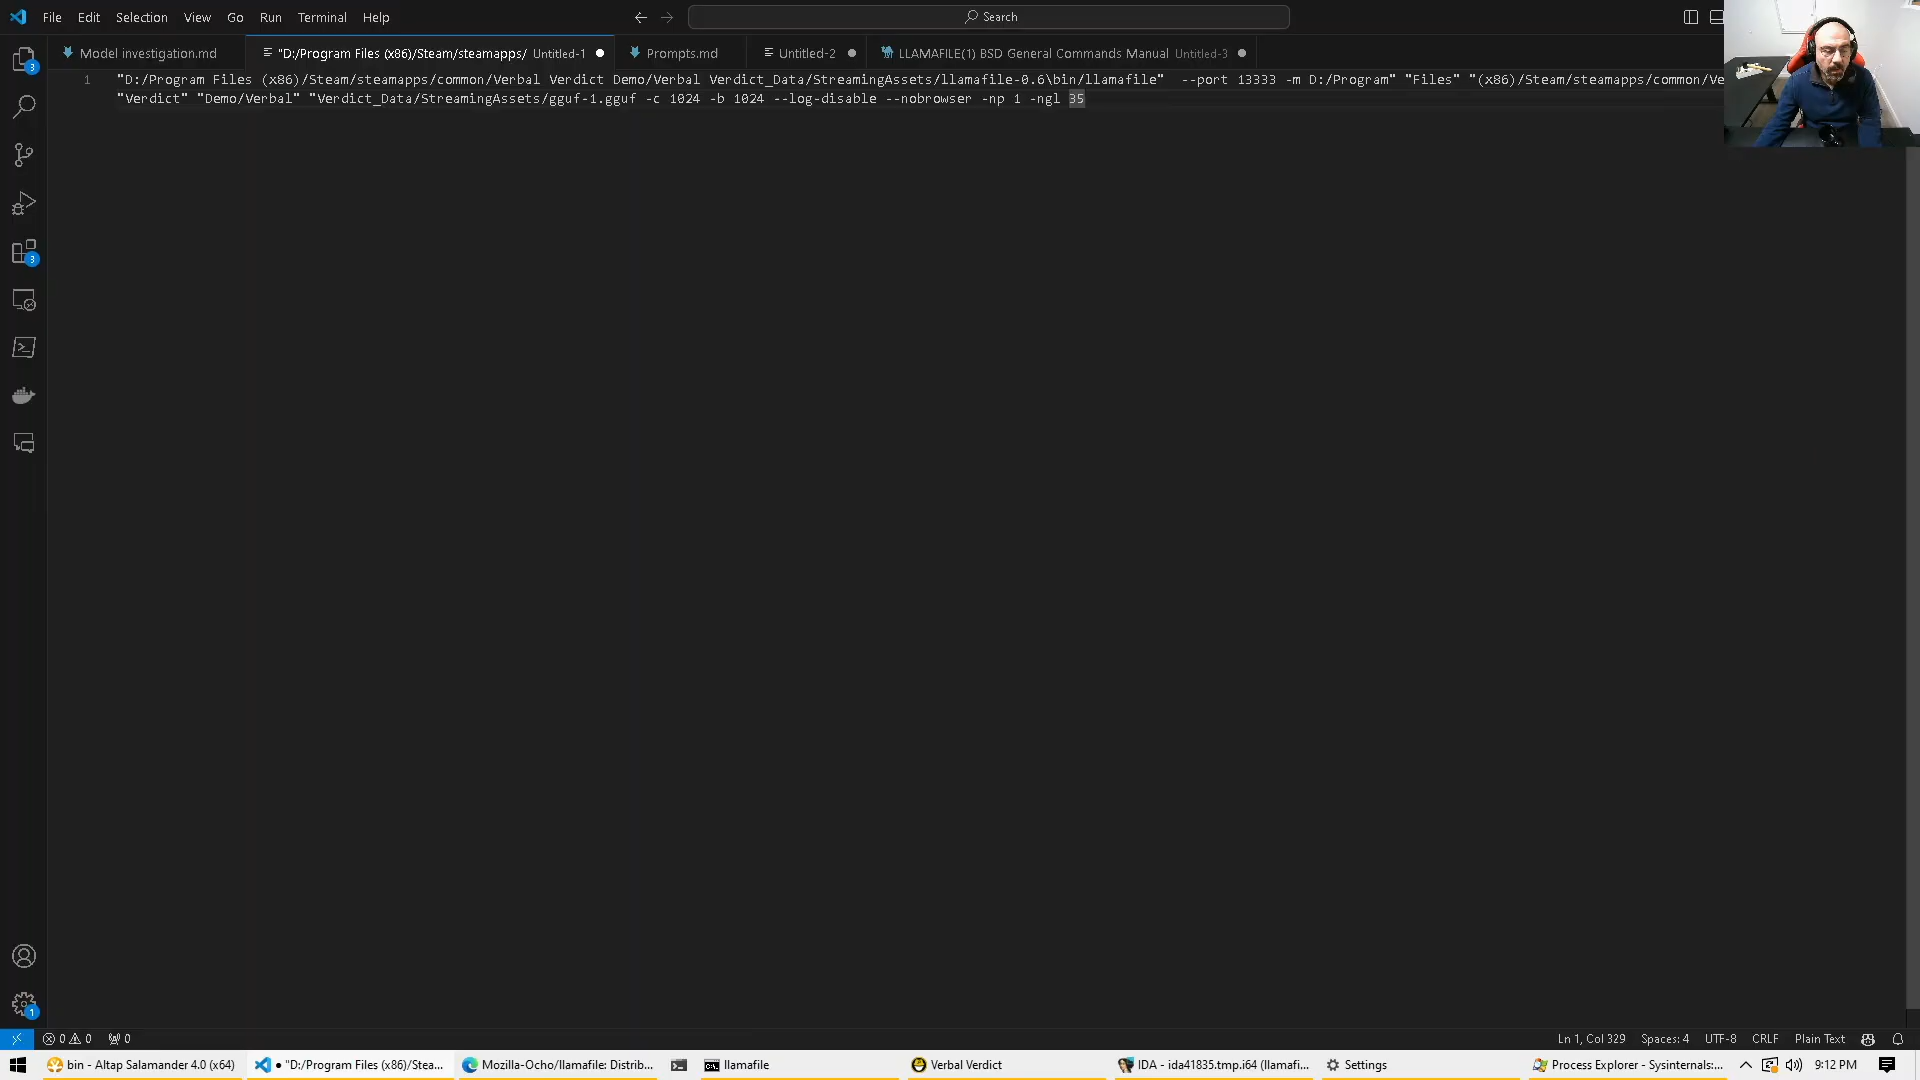 File Edit Selection View Go Run Terminal Help
Search
Model investigation.md
"D:/Program Files (x86)/Steam/steamapps/ Untitled-1
Prompts.md
Untitled-2
LLAMAFILE(1) BSD General Commands Manual Untitled-3
1
"D:/Program Files (x86)/Steam/steamapps/common/Verbal Verdict Demo/Verbal Verdict_Data/StreamingAssets/llamafile-0.6\bin/llamafile"  --port 13333 -m D:/Program" "Files" "(x86)/Steam/steamapps/common/Ve
"Verdict" "Demo/Verbal" "Verdict_Data/StreamingAssets/gguf-1.gguf -c 1024 -b 1024 --log-disable --nobrowser -np 1 -ngl 35
3
3
1
0 0 0
Ln 1, Col 329 Spaces: 4 UTF-8 CRLF Plain Text
bin - Altap Salamander 4.0 (x64)
• "D:/Program Files (x86)/Stea...
Mozilla-Ocho/llamafile: Distrib...
llamafile
Verbal Verdict
IDA - ida41835.tmp.i64 (llamafi...
Settings
Process Explorer - Sysinternals:...
9:12 PM